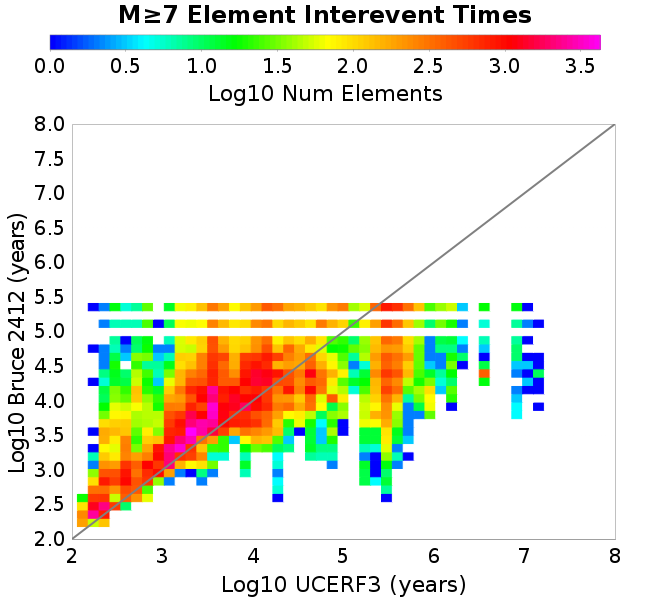 M≥7 Element Interevent Times
0.0 0.5 1.0 1.5 2.0 2.5 3.0 3.5
Log10 Num Elements
8.0
7.5
7.0
6.5
6.0
5.5
5.0
4.5
4.0
3.5
3.0
2.5
2.0
Log10 Bruce 2412 (years)
2 3 4 5 6 7 8
Log10 UCERF3 (years)